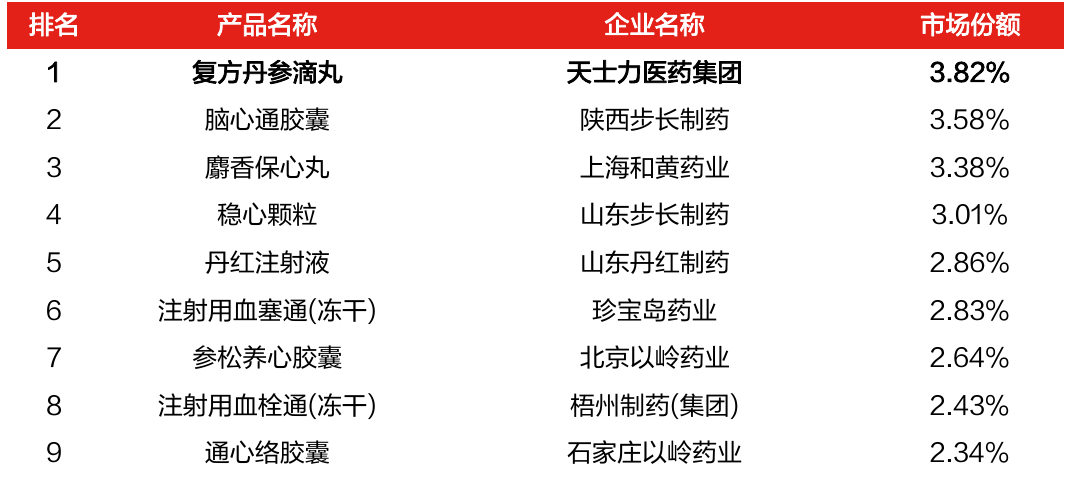 排名 产品名称 企业名称 市场份额
1 复方丹参滴丸 天士力医药集团 3.82%
2 脑心通胶囊 陕西步长制药 3.58%
3 麝香保心丸 上海和黄药业 3.38%
4 稳心颗粒 山东步长制药 3.01%
5 丹红注射液 山东丹红制药 2.86%
6 注射用血塞通(冻干) 珍宝岛药业 2.83%
7 参松养心胶囊 北京以岭药业 2.64%
8 注射用血栓通(冻干) 梧州制药(集团) 2.43%
9 通心络胶囊 石家庄以岭药业 2.34%